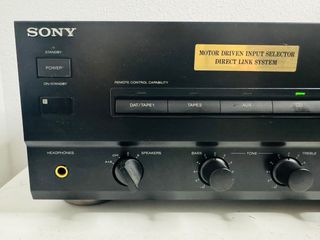 SONY
STANDBY
POWER
ON/STANDBY
MOTOR DRIVEN INPUT SELECTOR
DIRECT LINK SYSTEM
REMOTE CONTROL CAPABILITY
DAT/TAPE1
TAPE2
AUX
HEADPHONES
SPEAKERS
OFF
A+B
BASS
TONE
TREBLE